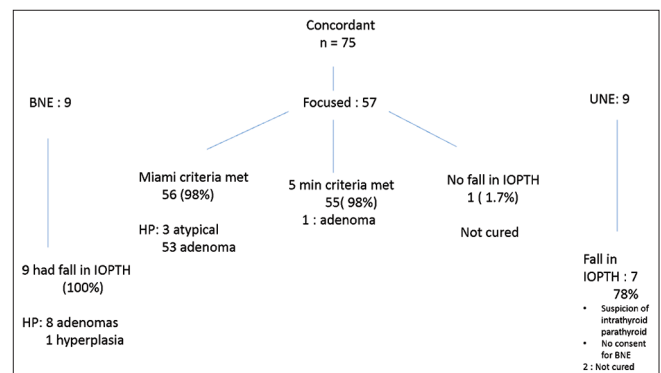 Concordant
n = 75
BNE : 9
Focused : 57
UNE: 9
Miami criteria met
56 (98%)
HP: 3 atypical
53 adenoma
5 min criteria met
55( 98%)
1 : adenoma
No fall in IOPTH
1 ( 1.7%)
Not cured
9 had fall in IOPTH
(100%)
HP: 8 adenomas
1 hyperplasia
Fall in
IOPTH : 7
78%
• Suspicion of
intrathyroid
parathyroid
• No consent
for BNE
2 : Not cured